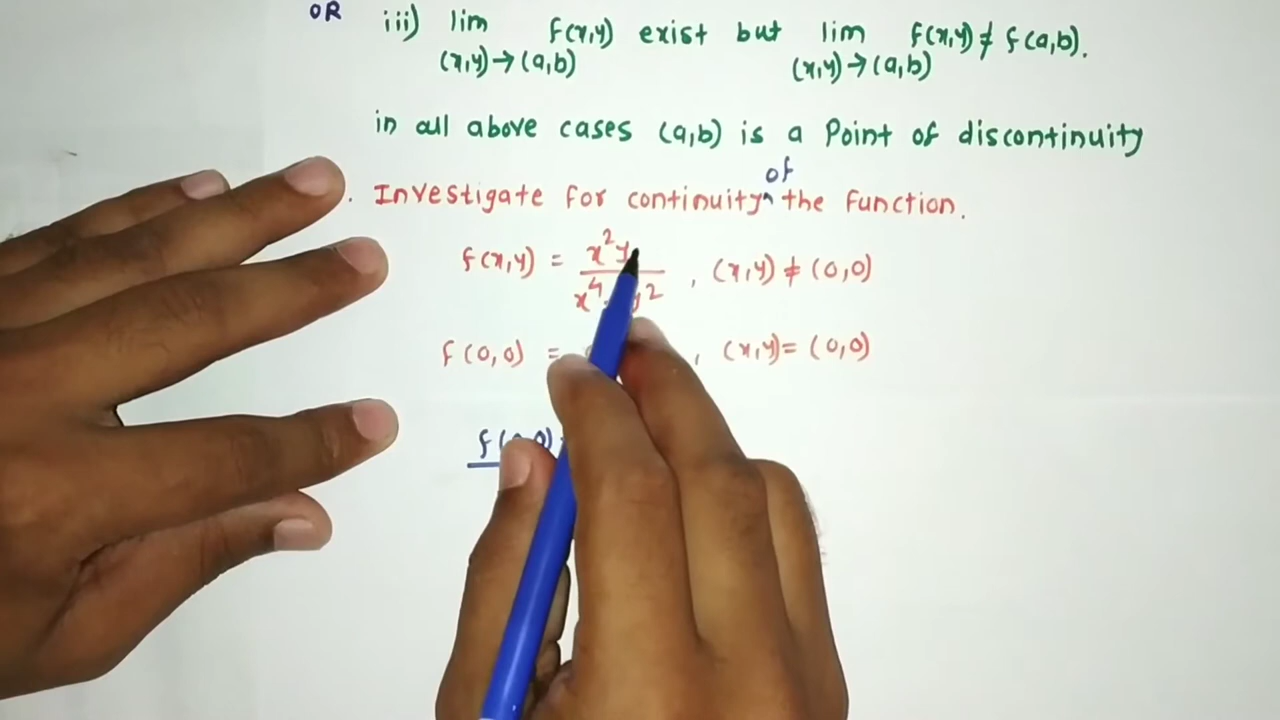 OR iii) lim f(x,y) exist but lim f(x,y) ≠ f(a,b).
(x,y)→(a,b) (x,y)→(a,b)
in all above cases (a,b) is a Point of discontinuity
. Investigate for continuity of the function.
f(x,y) = x²y / x⁴ y² , (x,y) ≠ (0,0)
f(0,0) = , (x,y) = (0,0)